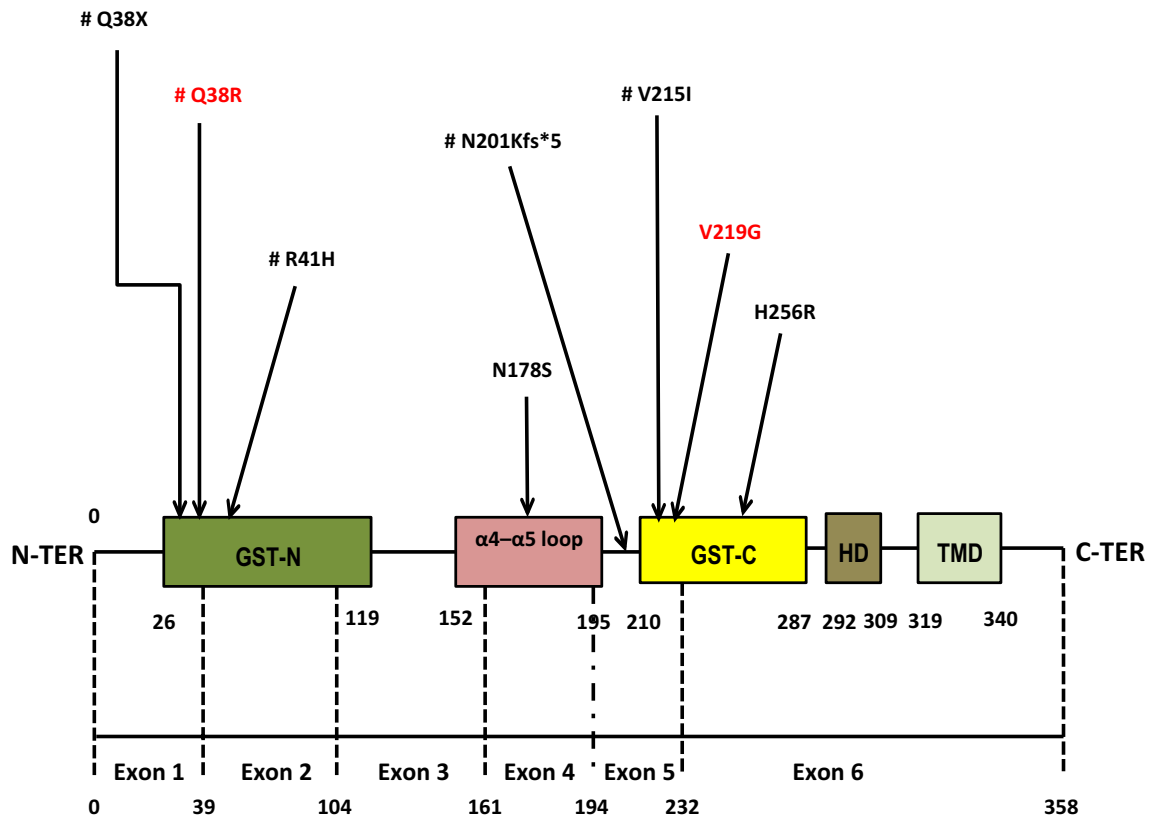 # Q38X
# Q38R
# V215I
# N201Kfs*5
V219G
# R41H
H256R
N178S
0
N-TER
GST-N
α4–α5 loop
GST-C
HD
TMD
C-TER
26
119
152
195
210
287
292
309
319
340
Exon 1
Exon 2
Exon 3
Exon 4
Exon 5
Exon 6
0
39
104
161
194
232
358